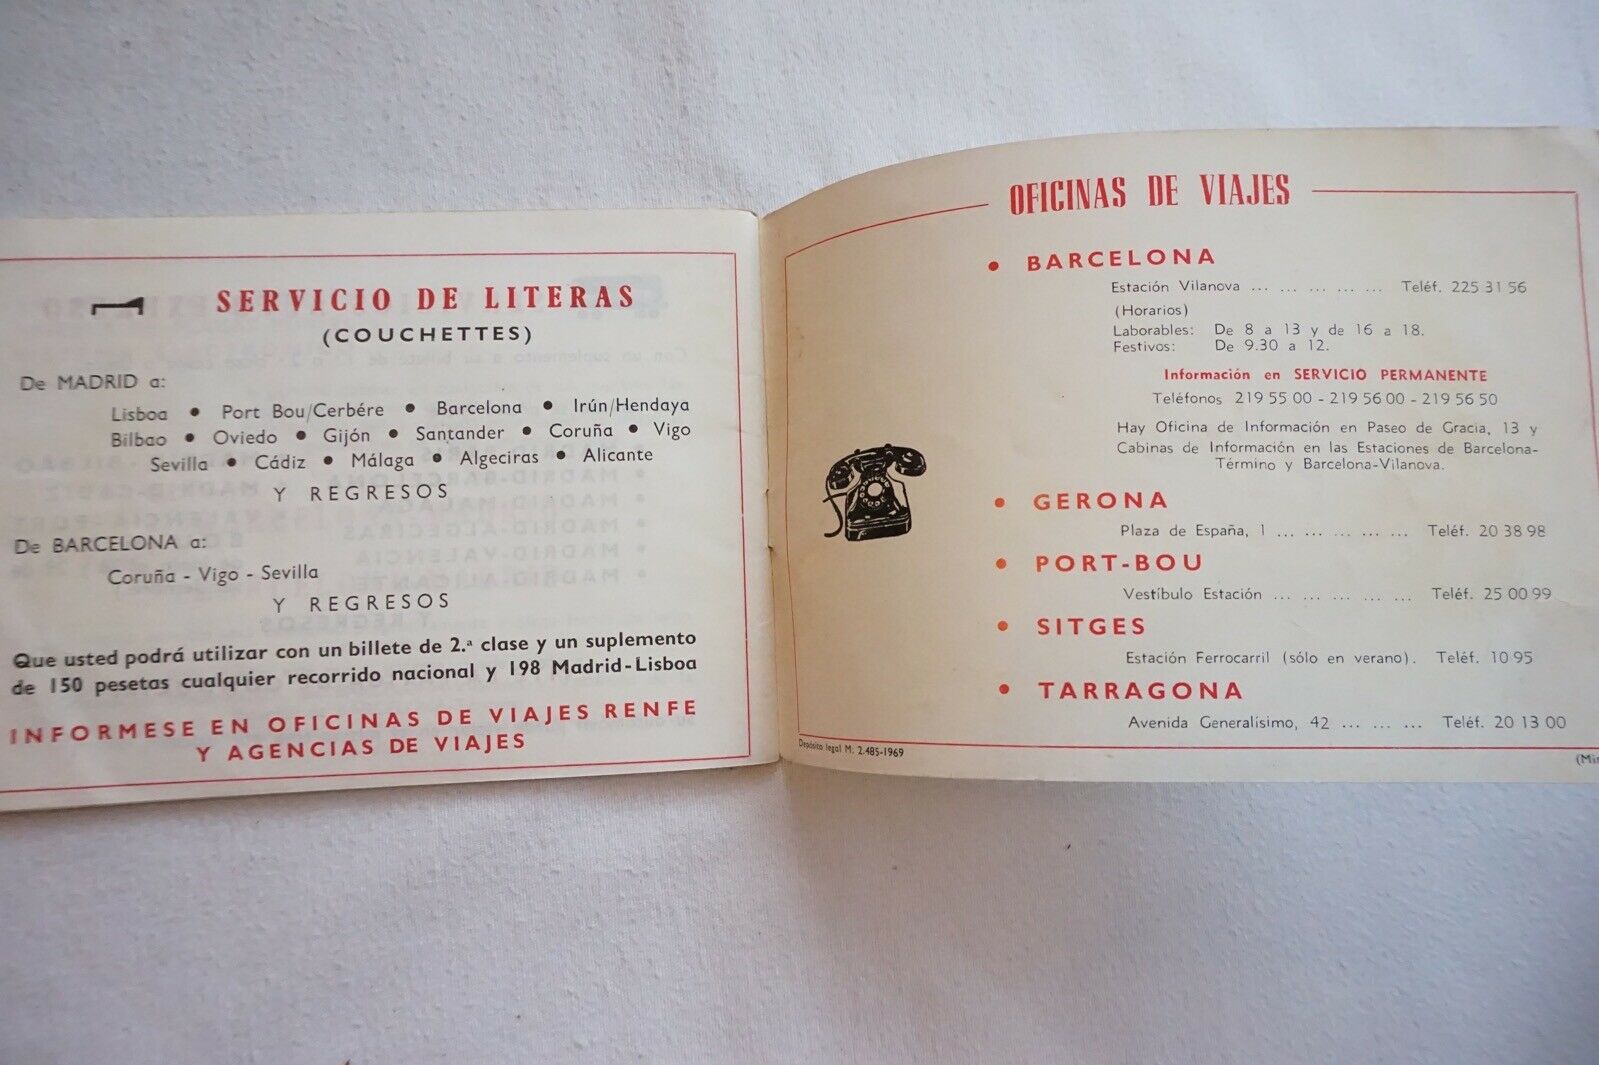 SERVICIO DE LITERAS
(COUCHETTES)
De MADRID a:
Lisboa • Port Bou/Cerbére • Barcelona • Irún/Hendaya
Bilbao • Oviedo • Gijón • Santander • Coruña • Vigo
Sevilla • Cádiz • Málaga • Algeciras • Alicante
Y REGRESOS
De BARCELONA a:
Coruña - Vigo - Sevilla
Y REGRESOS
Que usted podrá utilizar con un billete de 2.ª clase y un suplemento
de 150 pesetas cualquier recorrido nacional y 198 Madrid-Lisboa
INFORMESE EN OFICINAS DE VIAJES RENFE
Y AGENCIAS DE VIAJES
OFICINAS DE VIAJES
• BARCELONA
Estación Vilanova ... ... ... ... ... Teléf. 225 31 56
(Horarios)
Laborables: De 8 a 13 y de 16 a 18.
Festivos: De 9.30 a 12.
Información en SERVICIO PERMANENTE
Teléfonos 219 55 00 - 219 56 00 - 219 56 50
Hay Oficina de Información en Paseo de Gracia, 13 y
Cabinas de Información en las Estaciones de Barcelona-
Término y Barcelona-Vilanova.
• GERONA
Plaza de España, 1 ... ... ... ... ... Teléf. 20 38 98
• PORT-BOU
Vestíbulo Estación ... ... ... ... ... Teléf. 25 00 99
• SITGES
Estación Ferrocarril (sólo en verano). Teléf. 10 95
• TARRAGONA
Avenida Generalísimo, 42 ... ... ... Teléf. 20 13 00
Depósito legal M. 2.485-1969